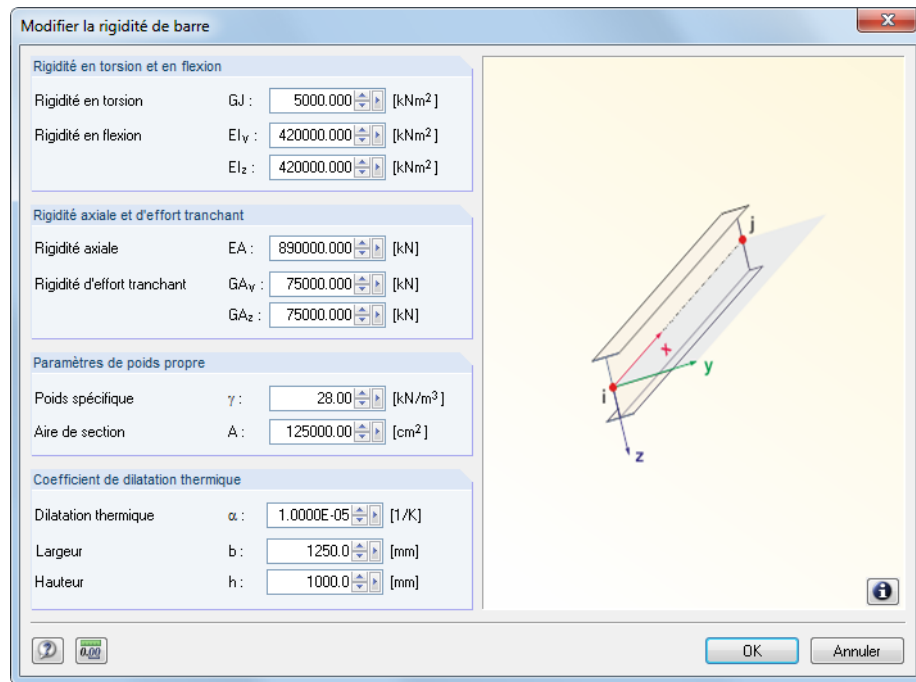 Modifier la rigidité de barre
Rigidité en torsion et en flexion
Rigidité en torsion GJ : 5000.000 [kNm²]
Rigidité en flexion EIy : 420000.000 [kNm²]
EIz : 420000.000 [kNm²]
Rigidité axiale et d'effort tranchant
Rigidité axiale EA : 890000.000 [kN]
Rigidité d'effort tranchant GAy : 75000.000 [kN]
GAz : 75000.000 [kN]
Paramètres de poids propre
Poids spécifique γ : 28.00 [kN/m³]
Aire de section A : 125000.00 [cm²]
Coefficient de dilatation thermique
Dilatation thermique α : 1.0000E-05 [1/K]
Largeur b : 1250.0 [mm]
Hauteur h : 1000.0 [mm]
j
x
y
i
z
0.00
OK Annuler